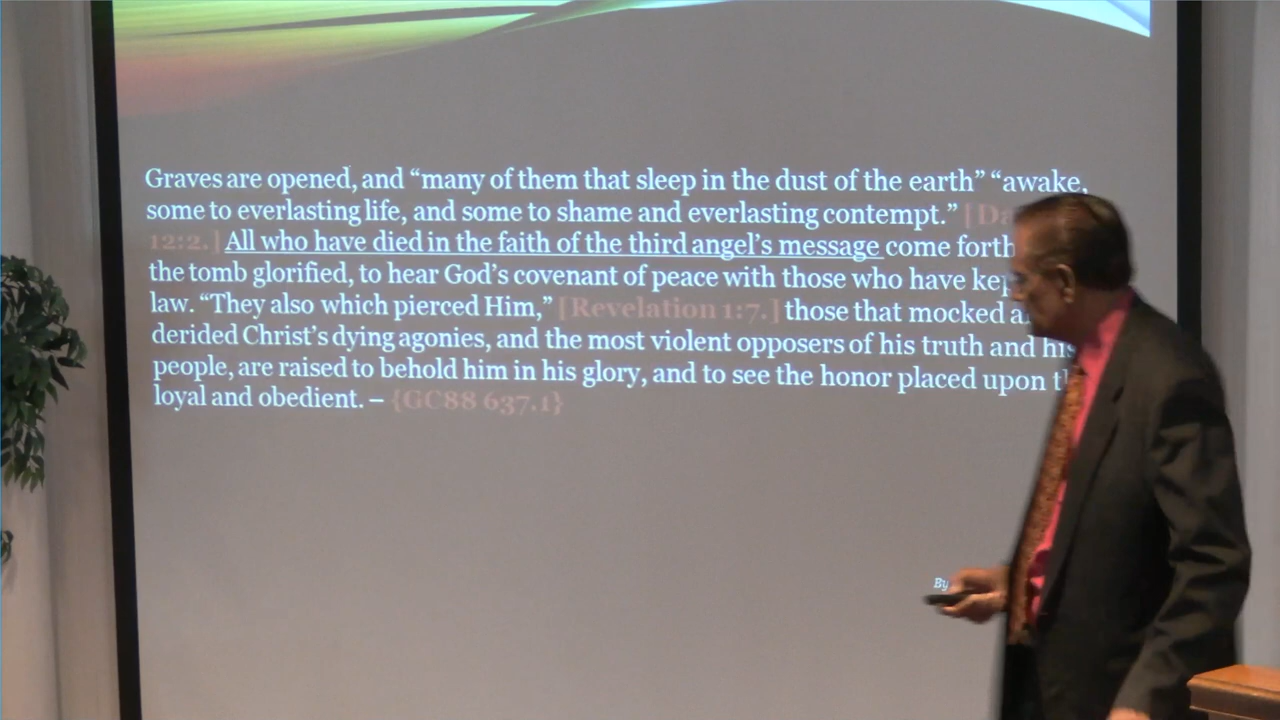 Graves are opened, and “many of them that sleep in the dust of the earth” “awake,
some to everlasting life, and some to shame and everlasting contempt.” [Da
12:2.] All who have died in the faith of the third angel’s message come forth
the tomb glorified, to hear God’s covenant of peace with those who have kep
law. “They also which pierced Him,” [Revelation 1:7.] those that mocked a
derided Christ’s dying agonies, and the most violent opposers of his truth and his
people, are raised to behold him in his glory, and to see the honor placed upon t
loyal and obedient. – {GC88 637.1}
By